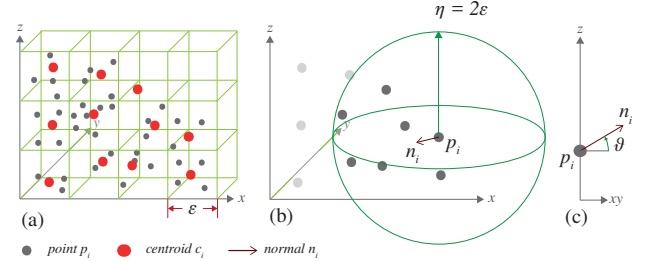 η = 2ε
z
z
z
y
y
n_i
p_i
n_i
p_i
ϑ
x
x
xy
(a)
ε
(b)
(c)
point p_i
centroid c_i
normal n_i